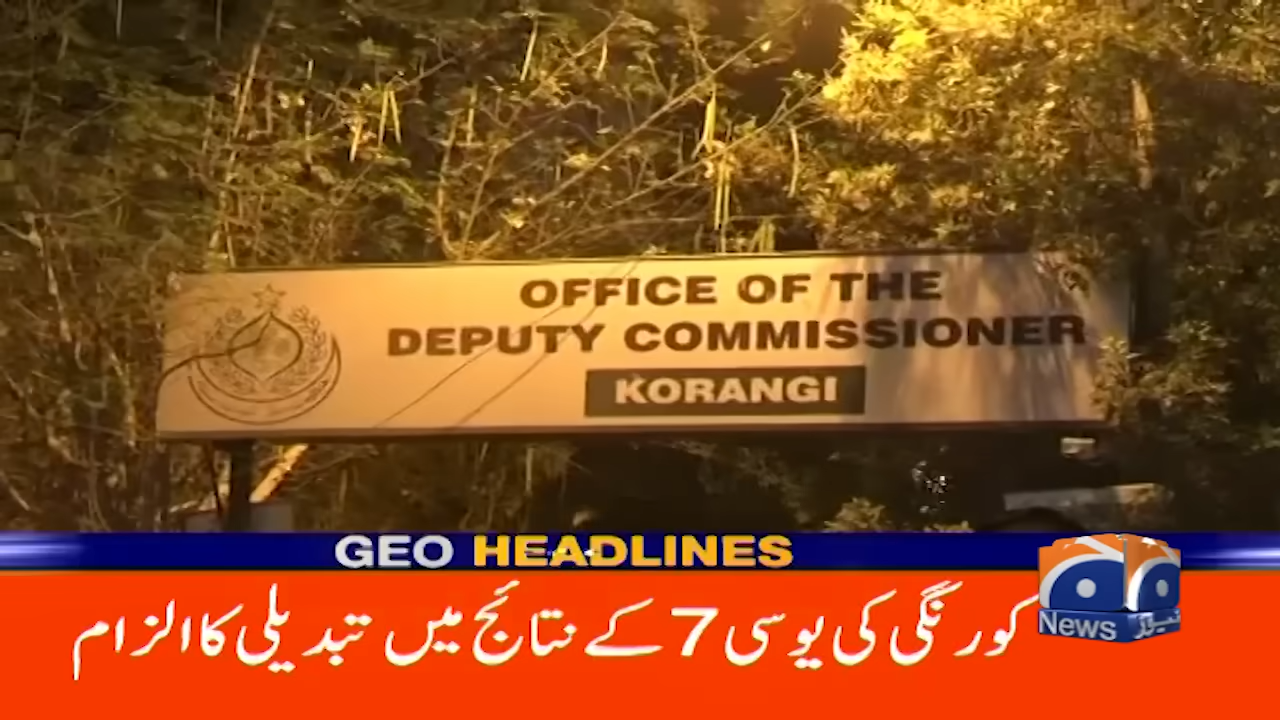 OFFICE OF THE
DEPUTY COMMISSIONER
KORANGI
GEO HEADLINES
کورنگی کی یوسی 7 کے نتائج میں تبدیلی کا الزام
News نیوز